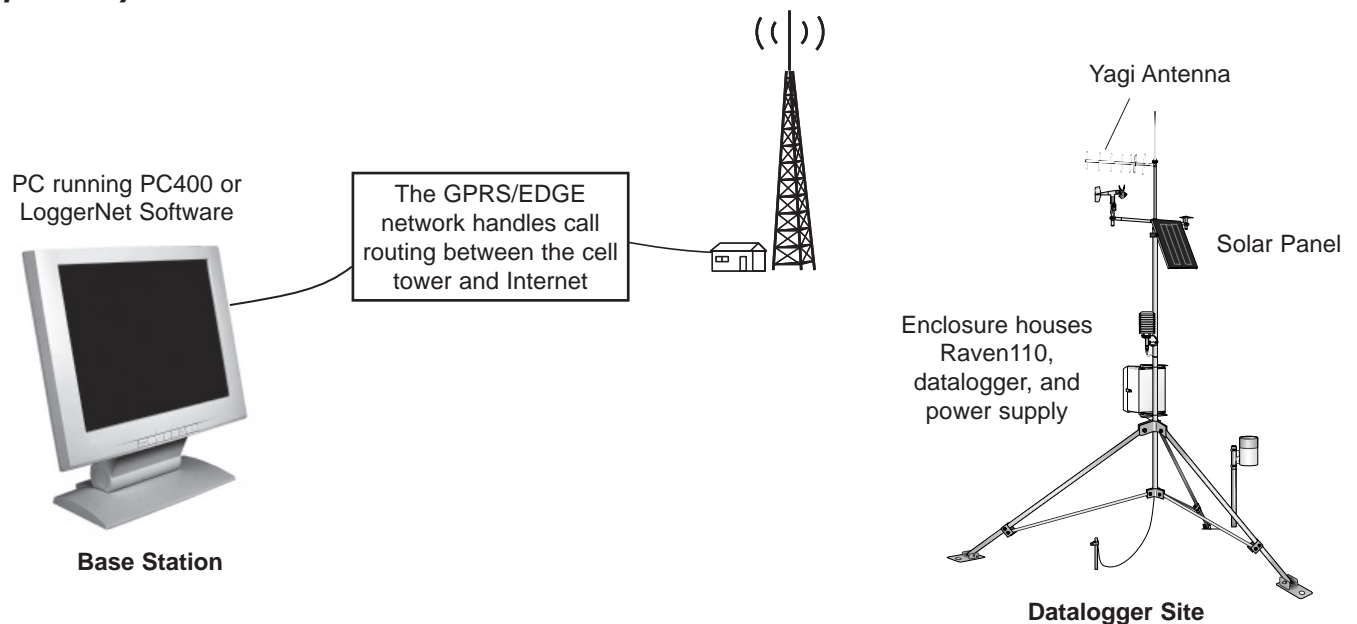 PC running PC400 or
LoggerNet Software
The GPRS/EDGE
network handles call
routing between the cell
tower and Internet
Base Station
Yagi Antenna
Solar Panel
Enclosure houses
Raven110,
datalogger, and
power supply
Datalogger Site